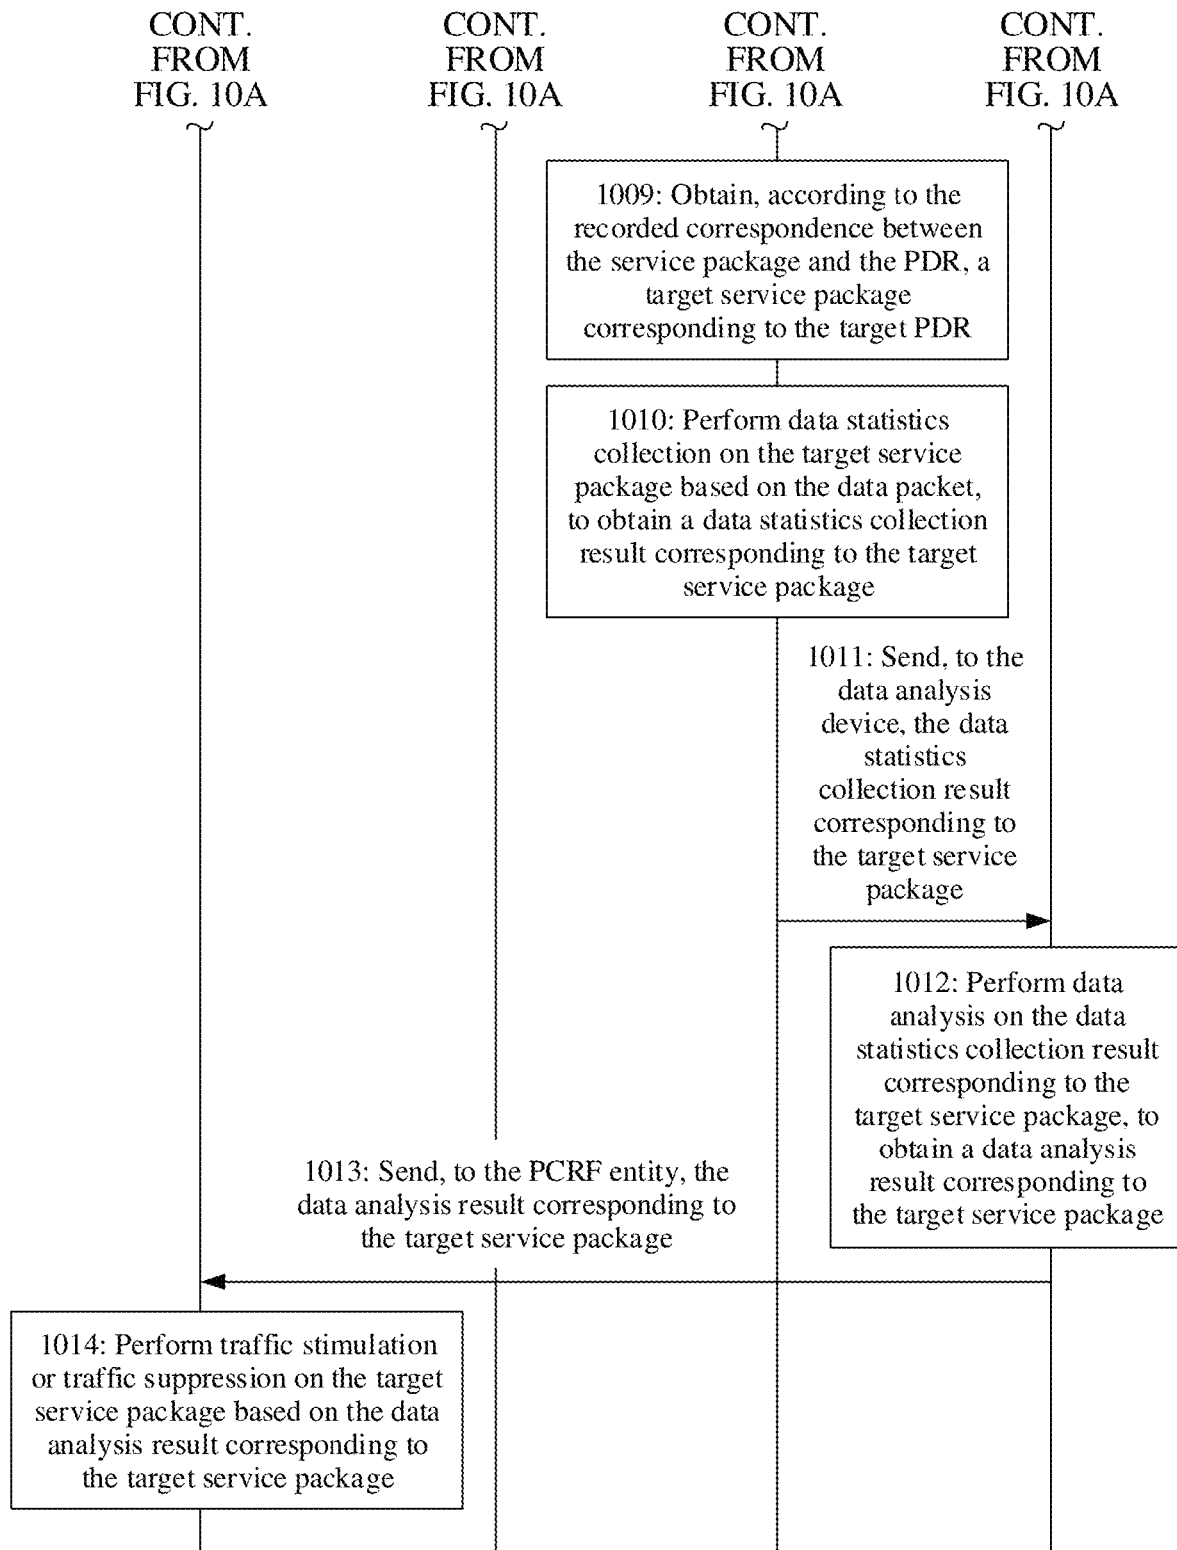 CONT.
FROM
FIG. 10A
CONT.
FROM
FIG. 10A
CONT.
FROM
FIG. 10A
CONT.
FROM
FIG. 10A
1009: Obtain, according to the
recorded correspondence between
the service package and the PDR, a
target service package
corresponding to the target PDR
1010: Perform data statistics
collection on the target service
package based on the data packet,
to obtain a data statistics collection
result corresponding to the target
service package
1011: Send, to the
data analysis
device, the data
statistics
collection result
corresponding to
the target service
package
1012: Perform data
analysis on the data
statistics collection result
corresponding to the
target service package, to
obtain a data analysis
result corresponding to
the target service package
1013: Send, to the PCRF entity, the
data analysis result corresponding to
the target service package
1014: Perform traffic stimulation
or traffic suppression on the target
service package based on the data
analysis result corresponding to
the target service package